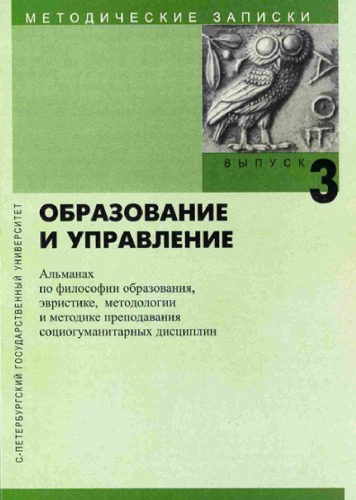 МЕТОДИЧЕСКИЕ ЗАПИСКИ
ΑΘΕ
ВЫПУСК 3
ОБРАЗОВАНИЕ
И УПРАВЛЕНИЕ
Альманах
по философии образования,
эвристике, методологии
и методике преподавания
социогуманитарных дисциплин
С-ПЕТЕРБУРГСКИЙ ГОСУДАРСТВЕННЫЙ УНИВЕРСИТЕТ